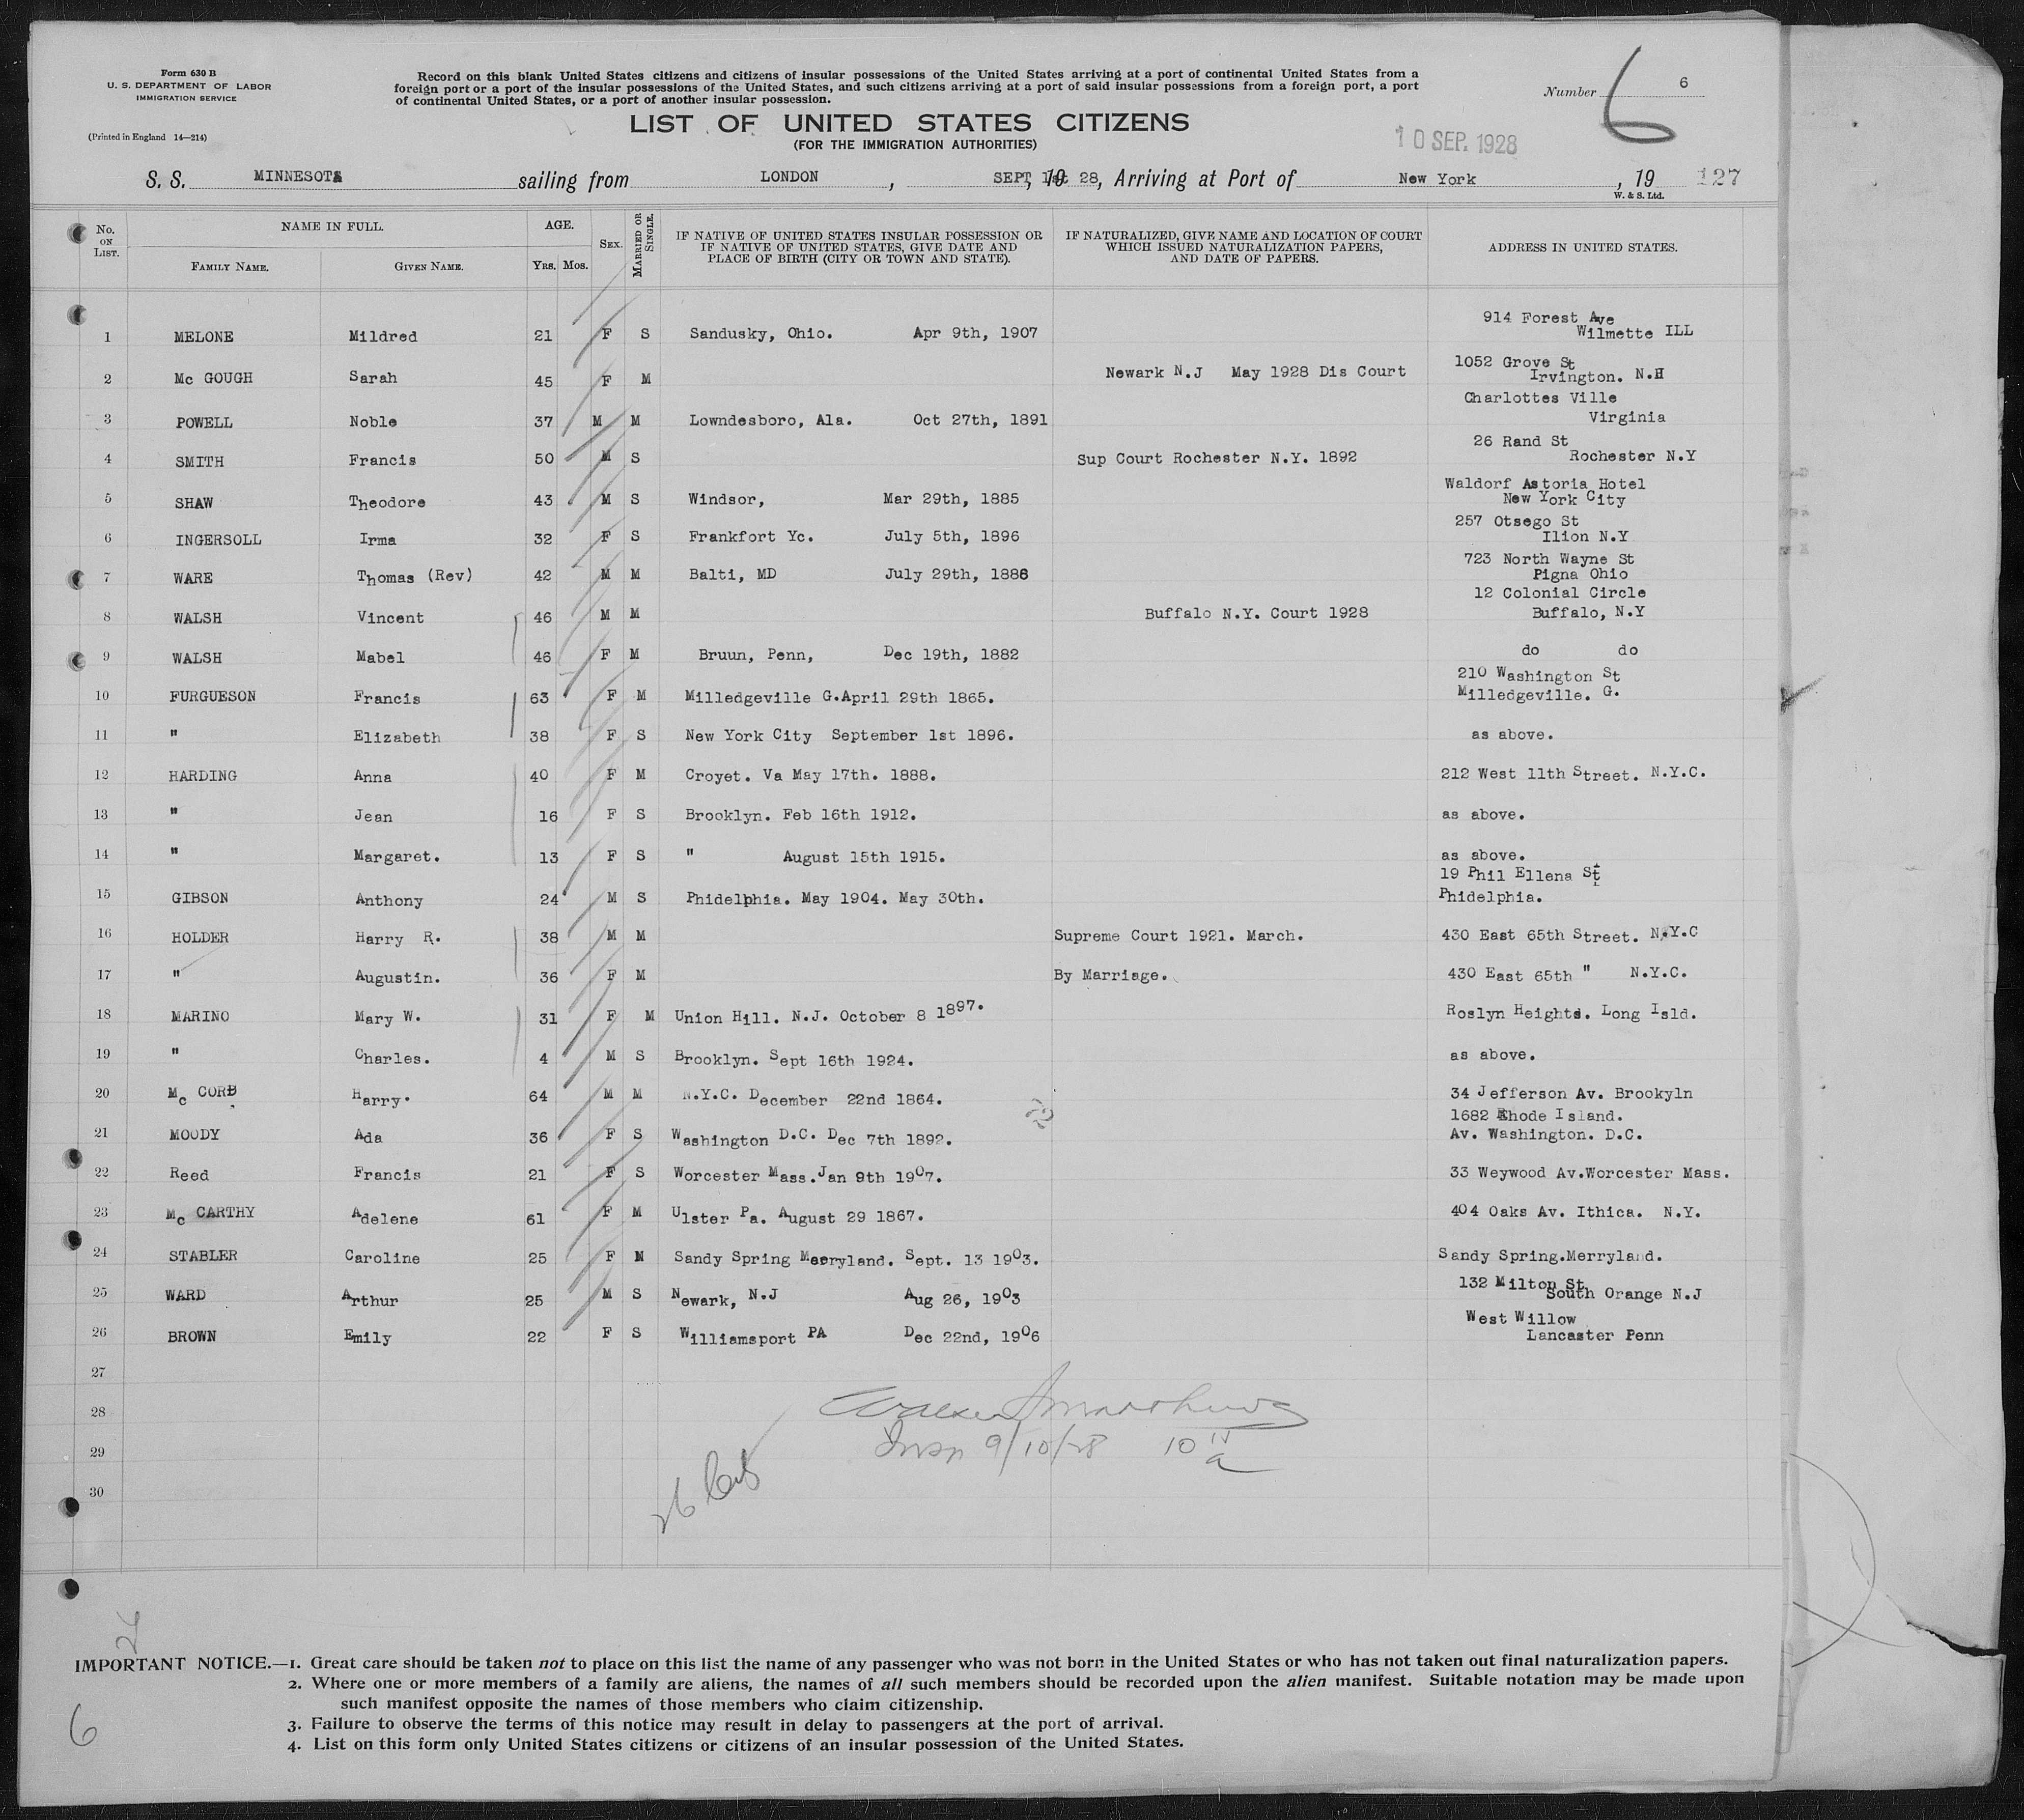 Form 630 B
U. S. DEPARTMENT OF LABOR
IMMIGRATION SERVICE
(Printed in England 14—214)
Record on this blank United States citizens and citizens of insular possessions of the United States arriving at a port of continental United States from a
foreign port or a port of the insular possessions of the United States, and such citizens arriving at a port of said insular possessions from a foreign port, a port
of continental United States, or a port of another insular possession.
Number 6
6
LIST OF UNITED STATES CITIZENS
(FOR THE IMMIGRATION AUTHORITIES)
10 SEP. 1928
S. S. MINNESOTA sailing from LONDON, SEPT 1st 28, Arriving at Port of New York, 19 127
W. & S. Ltd.
No. ON LIST. NAME IN FULL. AGE. SEX. MARRIED OR SINGLE. IF NATIVE OF UNITED STATES INSULAR POSSESSION OR IF NATIVE OF UNITED STATES, GIVE DATE AND PLACE OF BIRTH (CITY OR TOWN AND STATE). IF NATURALIZED, GIVE NAME AND LOCATION OF COURT WHICH ISSUED NATURALIZATION PAPERS, AND DATE OF PAPERS. ADDRESS IN UNITED STATES.
FAMILY NAME. GIVEN NAME. YRS. MOS.
1 MELONE Mildred 21 F S Sandusky, Ohio. Apr 9th, 1907 914 Forest Ave Wilmette ILL
2 Mc GOUGH Sarah 45 F M Newark N.J May 1928 Dis Court 1052 Grove St Irvington. N.H
3 POWELL Noble 37 M M Lowndesboro, Ala. Oct 27th, 1891 Charlottes Ville Virginia
4 SMITH Francis 50 M S Sup Court Rochester N.Y. 1892 26 Rand St Rochester N.Y
5 SHAW Theodore 43 M S Windsor, Mar 29th, 1885 Waldorf Astoria Hotel New York City
6 INGERSOLL Irma 32 F S Frankfort Yc. July 5th, 1896 257 Otsego St Ilion N.Y
7 WARE Thomas (Rev) 42 M M Balti, MD July 29th, 1886 723 North Wayne St Pigna Ohio
8 WALSH Vincent 46 M M Buffalo N.Y. Court 1928 12 Colonial Circle Buffalo, N.Y
9 WALSH Mabel 46 F M Bruun, Penn, Dec 19th, 1882 do do
10 FURGUESON Francis 63 F M Milledgeville G.April 29th 1865. 210 Washington St Milledgeville. G.
11 " Elizabeth 38 F S New York City September 1st 1896. as above.
12 HARDING Anna 40 F M Croyet. Va May 17th. 1888. 212 West 11th Street. N.Y.C.
13 " Jean 16 F S Brooklyn. Feb 16th 1912. as above.
14 " Margaret. 13 F S " August 15th 1915. as above.
15 GIBSON Anthony 24 M S Phidelphia. May 1904. May 30th. 19 Phil Ellena St Phidelphia.
16 HOLDER Harry R. 38 M M Supreme Court 1921. March. 430 East 65th Street. N.Y.C
17 " Augustin. 36 F M By Marriage. 430 East 65th " N.Y.C.
18 MARINO Mary W. 31 F M Union Hill. N.J. October 8 1897. Roslyn Heights. Long Isld.
19 " Charles. 4 M S Brooklyn. Sept 16th 1924. as above.
20 Mc CORB Harry. 64 M M N.Y.C. December 22nd 1864. 34 Jefferson Av. Brookyln
21 MOODY Ada 36 F S Washington D.C. Dec 7th 1892. 1682 Rhode Island. Av. Washington. D.C.
22 Reed Francis 21 F S Worcester Mass. Jan 9th 1907. 33 Weywood Av.Worcester Mass.
23 Mc CARTHY Adelene 61 F M Ulster Pa. August 29 1867. 404 Oaks Av. Ithica. N.Y.
24 STABLER Caroline 25 F M Sandy Spring Merryland. Sept. 13 1903. Sandy Spring.Merryland.
25 WARD Arthur 25 M S Newark, N.J Aug 26, 1903 132 Milton St South Orange N.J
26 BROWN Emily 22 F S Williamsport PA Dec 22nd, 1906 West Willow Lancaster Penn
27
28
29 Insp 9/10/28 10
30 26
IMPORTANT NOTICE.—1. Great care should be taken not to place on this list the name of any passenger who was not born in the United States or who has not taken out final naturalization papers.
2. Where one or more members of a family are aliens, the names of all such members should be recorded upon the alien manifest. Suitable notation may be made upon
such manifest opposite the names of those members who claim citizenship.
3. Failure to observe the terms of this notice may result in delay to passengers at the port of arrival.
4. List on this form only United States citizens or citizens of an insular possession of the United States.
6